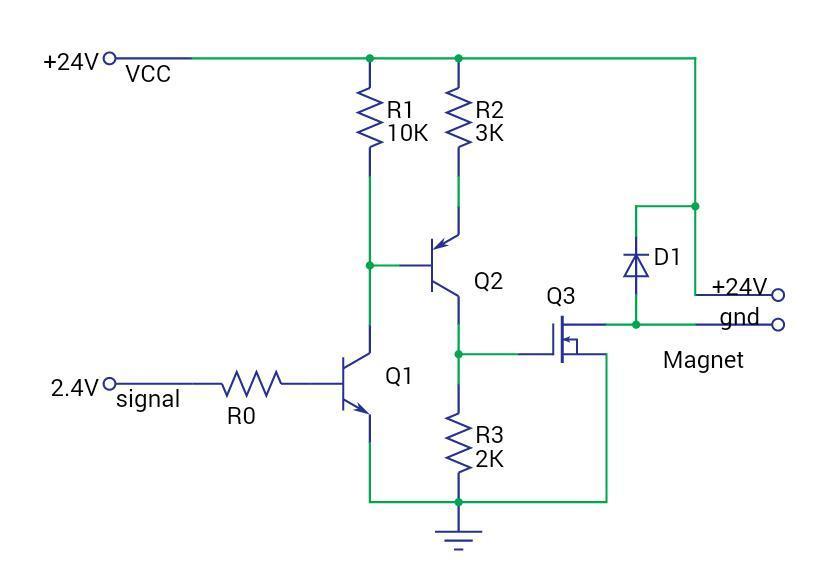 +24V
VCC
R1
10K
R2
3K
D1
Q2
+24V
Q3
gnd
Magnet
2.4V
signal
R0
Q1
R3
2K